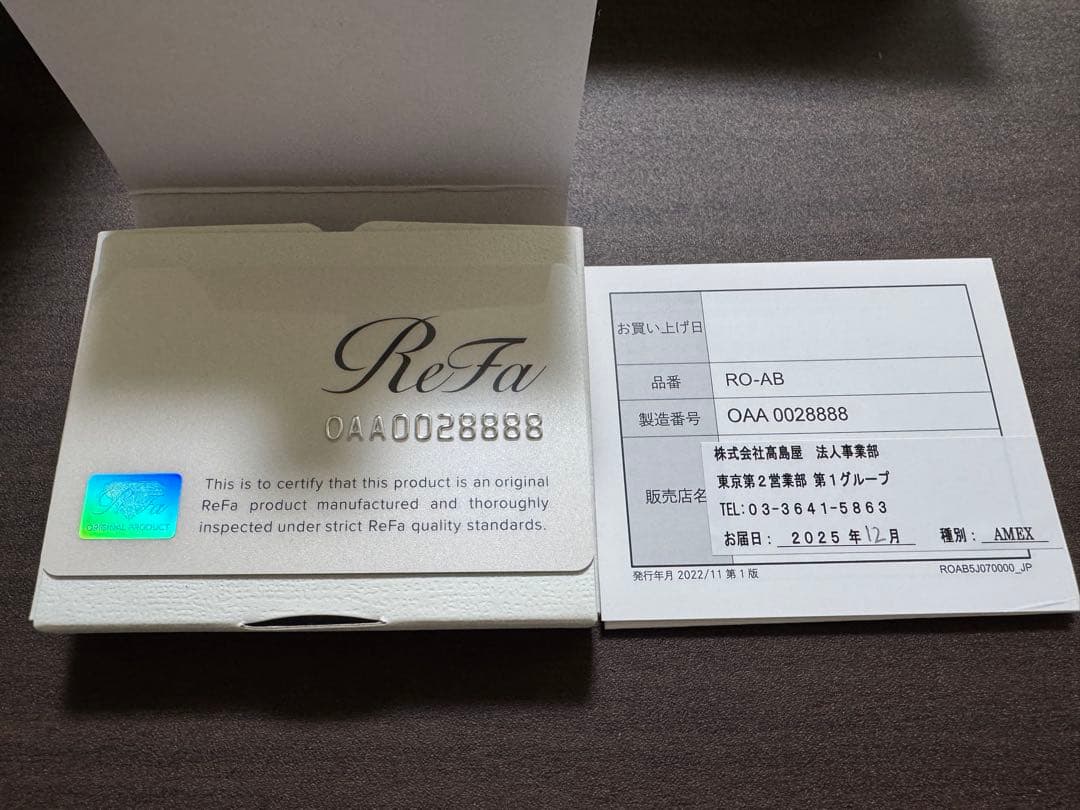 ReFa
OAA0028888
ReFa
ORIGINAL PRODUCT
This is to certify that this product is an original
ReFa product manufactured and thoroughly
inspected under strict ReFa quality standards.
お買い上げ日
品番 RO-AB
製造番号 OAA 0028888
販売店名
株式会社髙島屋 法人事業部
東京第2営業部 第1グループ
TEL:03-3641-5863
お届日: 2025 年 12 月 種別: AMEX
発行年月 2022/11 第1版
ROAB5J070000_JP